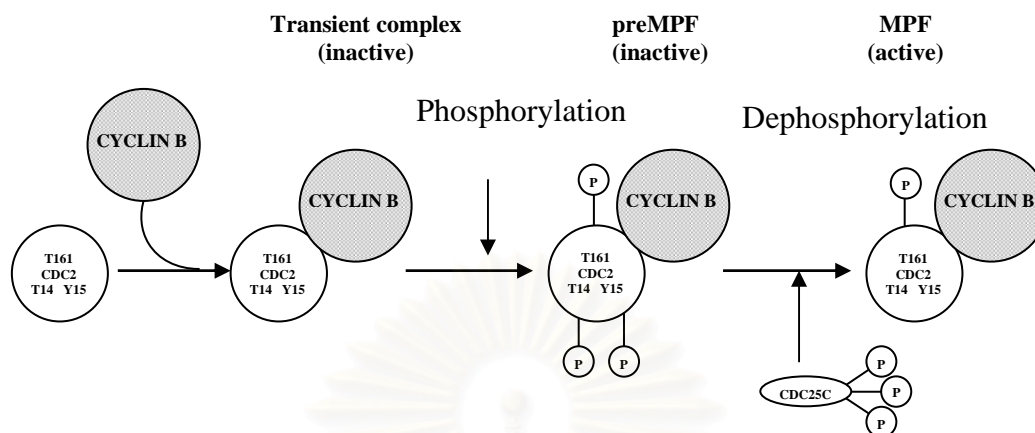 Transient complex
(inactive)
preMPF
(inactive)
MPF
(active)
Phosphorylation
Dephosphorylation
CYCLIN B
T161
CDC2
T14 Y15
CYCLIN B
T161
CDC2
T14 Y15
P
CYCLIN B
T161
CDC2
T14 Y15
P
P
P
CYCLIN B
T161
CDC2
T14 Y15
CDC25C
P
P
P